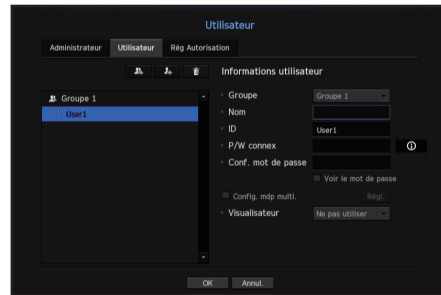 Utilisateur
Administrateur Utilisateur Rég Autorisation
Informations utilisateur
Groupe 1
User1
Groupe Groupe 1
Nom
ID User1
P/W connex
Conf. mot de passe
Voir le mot de passe
Config. mdp multi. Régl.
Visualisateur Ne pas utiliser
OK Annul.